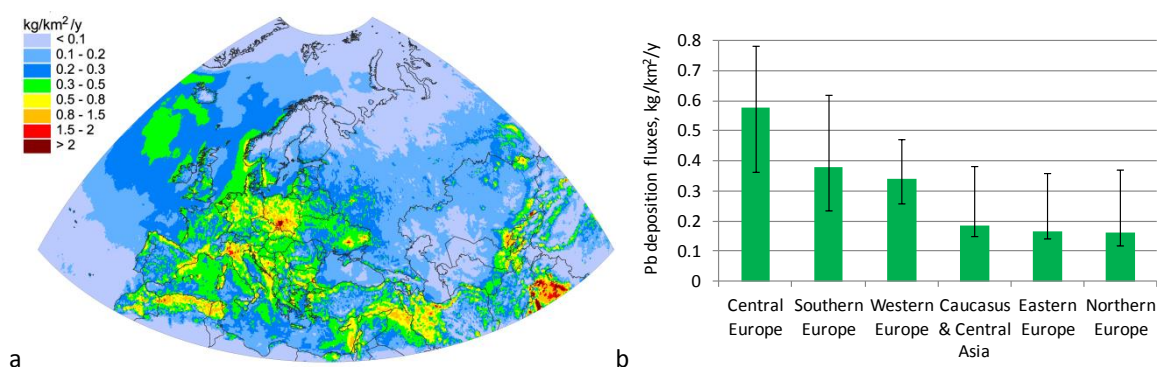 kg/km²/y
< 0.1
0.1 - 0.2
0.2 - 0.3
0.3 - 0.5
0.5 - 0.8
0.8 - 1.5
1.5 - 2
> 2
a
Pb deposition fluxes, kg/km²/y
0.8
0.7
0.6
0.5
0.4
0.3
0.2
0.1
0
Central
Europe
Southern
Europe
Western
Europe
Caucasus
& Central
Asia
Eastern
Europe
Northern
Europe
b